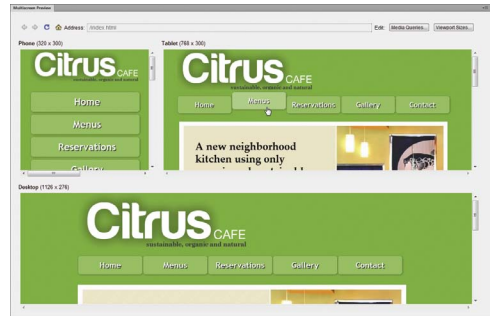 Multiscreen Preview
Address: /index.html
Edit: Media Queries... Viewport Sizes...
Phone (320 x 300)
Citrus CAFE
sustainable, organic and natural
Home
Menus
Reservations
Gallery
Tablet (768 x 300)
Citrus CAFE
sustainable, organic and natural
Home Menus Reservations Gallery Contact
A new neighborhood
kitchen using only
Desktop (1126 x 276)
Citrus CAFE
sustainable, organic and natural
Home Menus Reservations Gallery Contact